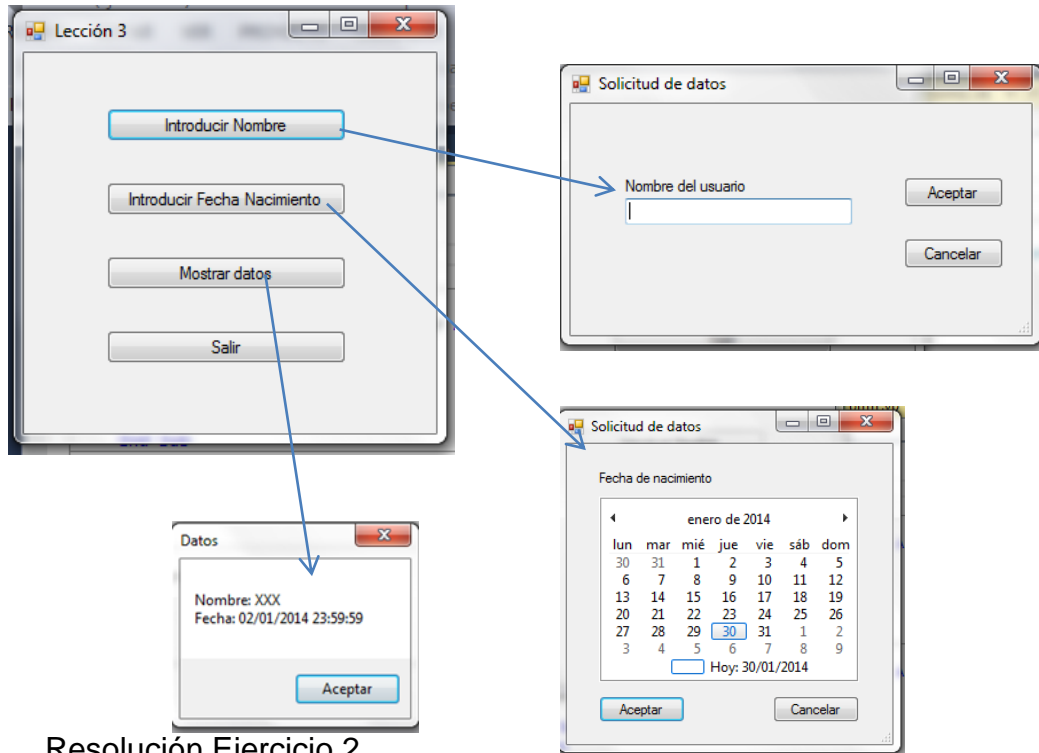 Lección 3
Introducir Nombre
Introducir Fecha Nacimiento
Mostrar datos
Salir
Solicitud de datos
Nombre del usuario
Aceptar
Cancelar
Datos
Nombre: XXX
Fecha: 02/01/2014 23:59:59
Aceptar
Solicitud de datos
Fecha de nacimiento
enero de 2014
lun mar mié jue vie sáb dom
30 31 1 2 3 4 5
6 7 8 9 10 11 12
13 14 15 16 17 18 19
20 21 22 23 24 25 26
27 28 29 30 31 1 2
3 4 5 6 7 8 9
Hoy: 30/01/2014
Aceptar Cancelar
Resolución Ejercicio 2